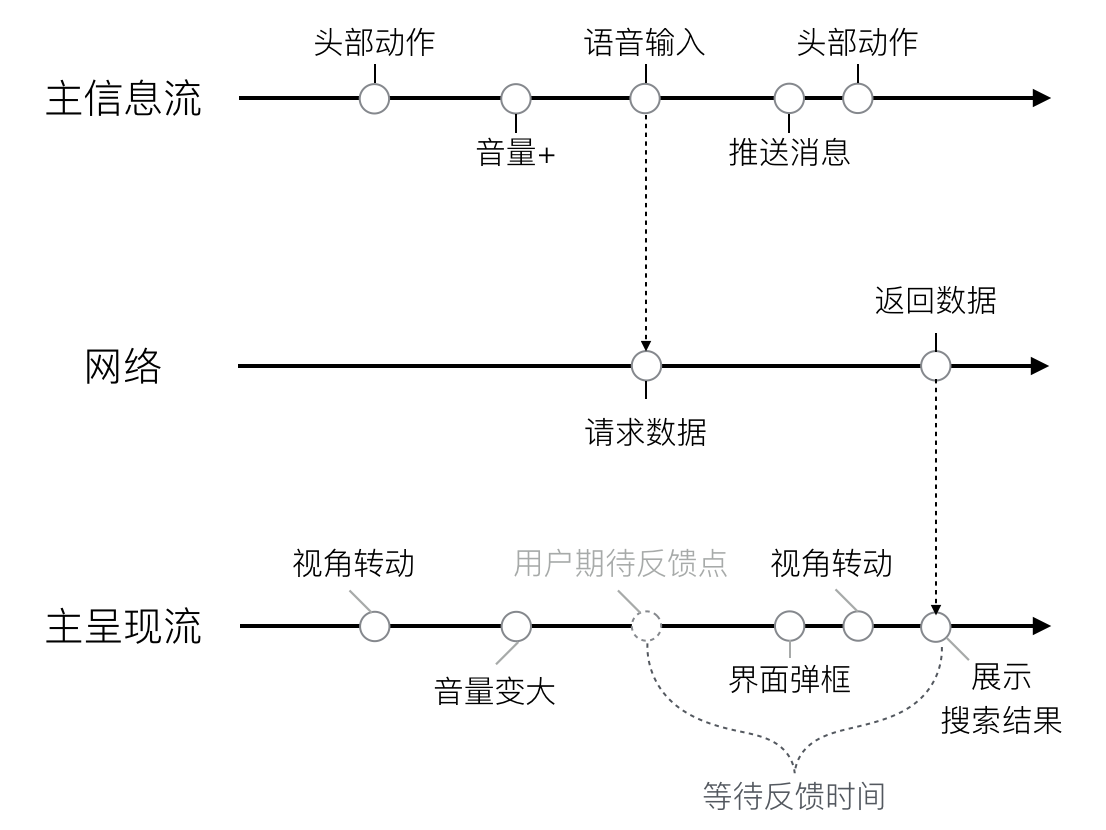 头部动作
语音输入
头部动作
主信息流
音量+
推送消息
返回数据
网络
请求数据
视角转动
用户期待反馈点
视角转动
主呈现流
音量变大
界面弹框
展示
搜索结果
等待反馈时间